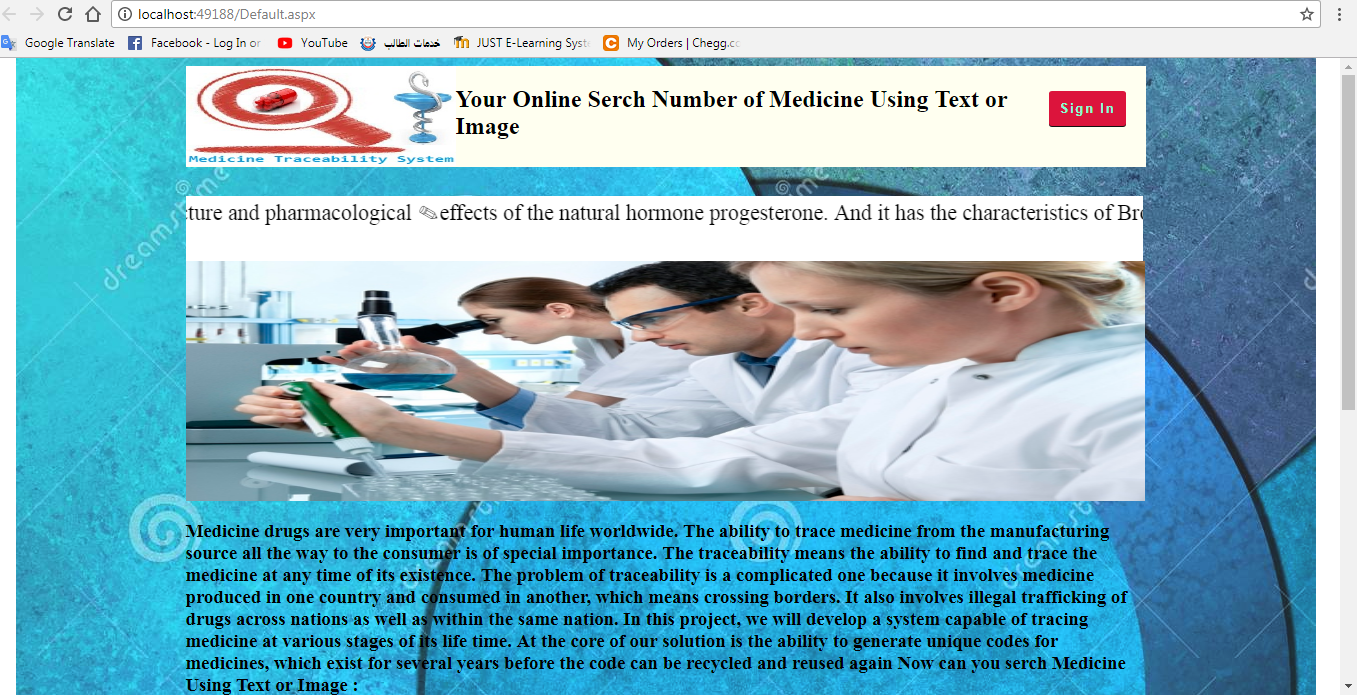 localhost:49188/Default.aspx
Google Translate Facebook - Log In or YouTube خدمات الطالب JUST E-Learning Syst My Orders | Chegg.co
Your Online Serch Number of Medicine Using Text or
Image
Sign In
Medicine Traceability System
cture and pharmacological ✎effects of the natural hormone progesterone. And it has the characteristics of Bro
Medicine drugs are very important for human life worldwide. The ability to trace medicine from the manufacturing
source all the way to the consumer is of special importance. The traceability means the ability to find and trace the
medicine at any time of its existence. The problem of traceability is a complicated one because it involves medicine
produced in one country and consumed in another, which means crossing borders. It also involves illegal trafficking of
drugs across nations as well as within the same nation. In this project, we will develop a system capable of tracing
medicine at various stages of its life time. At the core of our solution is the ability to generate unique codes for
medicines, which exist for several years before the code can be recycled and reused again Now can you serch Medicine
Using Text or Image :